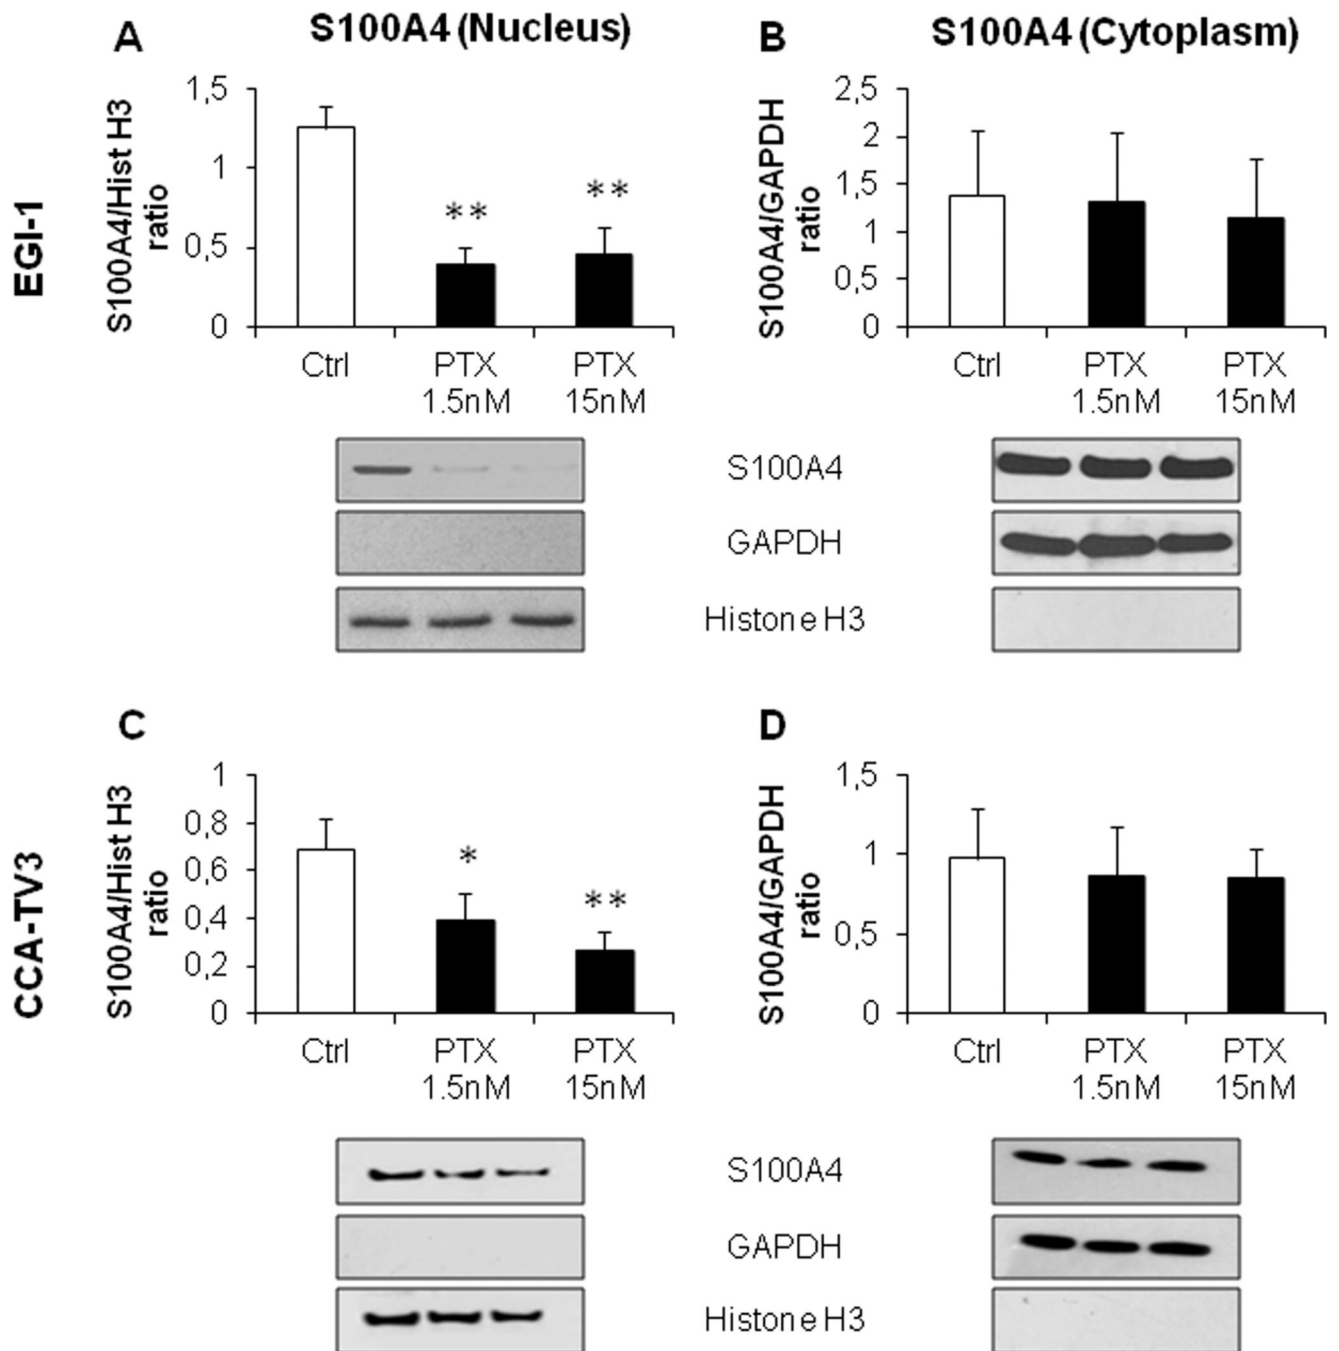 A
S100A4 (Nucleus)
B
S100A4 (Cytoplasm)
EGI-1
S100A4/Hist H3
ratio
1,5
1
0,5
0
**
**
Ctrl
PTX
1.5nM
PTX
15nM
S100A4/GAPDH
ratio
2,5
2
1,5
1
0,5
0
Ctrl
PTX
1.5nM
PTX
15nM
S100A4
GAPDH
Histone H3
C
D
CCA-TV3
S100A4/Hist H3
ratio
1
0,8
0,6
0,4
0,2
0
*
**
Ctrl
PTX
1.5nM
PTX
15nM
S100A4/GAPDH
ratio
1,5
1
0,5
0
Ctrl
PTX
1.5nM
PTX
15nM
S100A4
GAPDH
Histone H3